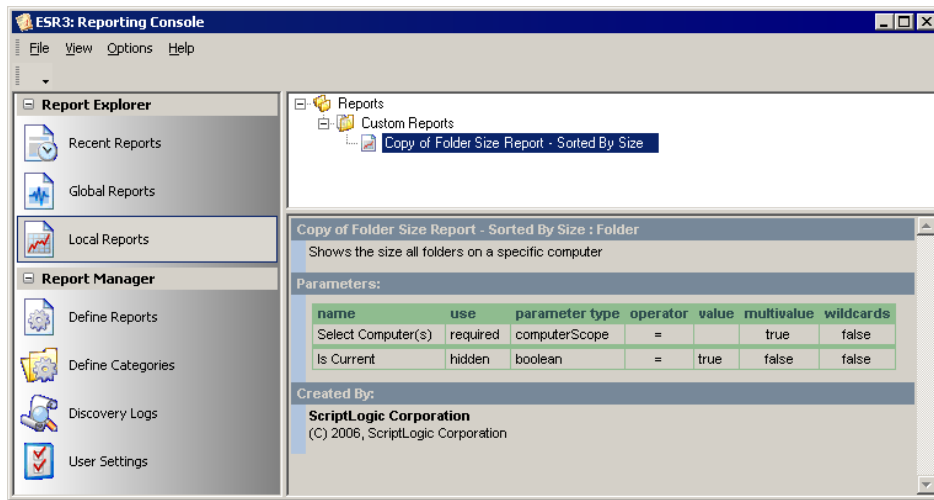 ESR3: Reporting Console
File View Options Help
Report Explorer
Recent Reports
Global Reports
Local Reports
Report Manager
Define Reports
Define Categories
Discovery Logs
User Settings
Reports
Custom Reports
Copy of Folder Size Report - Sorted By Size
Copy of Folder Size Report - Sorted By Size : Folder
Shows the size all folders on a specific computer
Parameters:
name use parameter type operator value multivalue wildcards
Select Computer(s) required computerScope = true false
Is Current hidden boolean = true false false
Created By:
ScriptLogic Corporation
(C) 2006, ScriptLogic Corporation